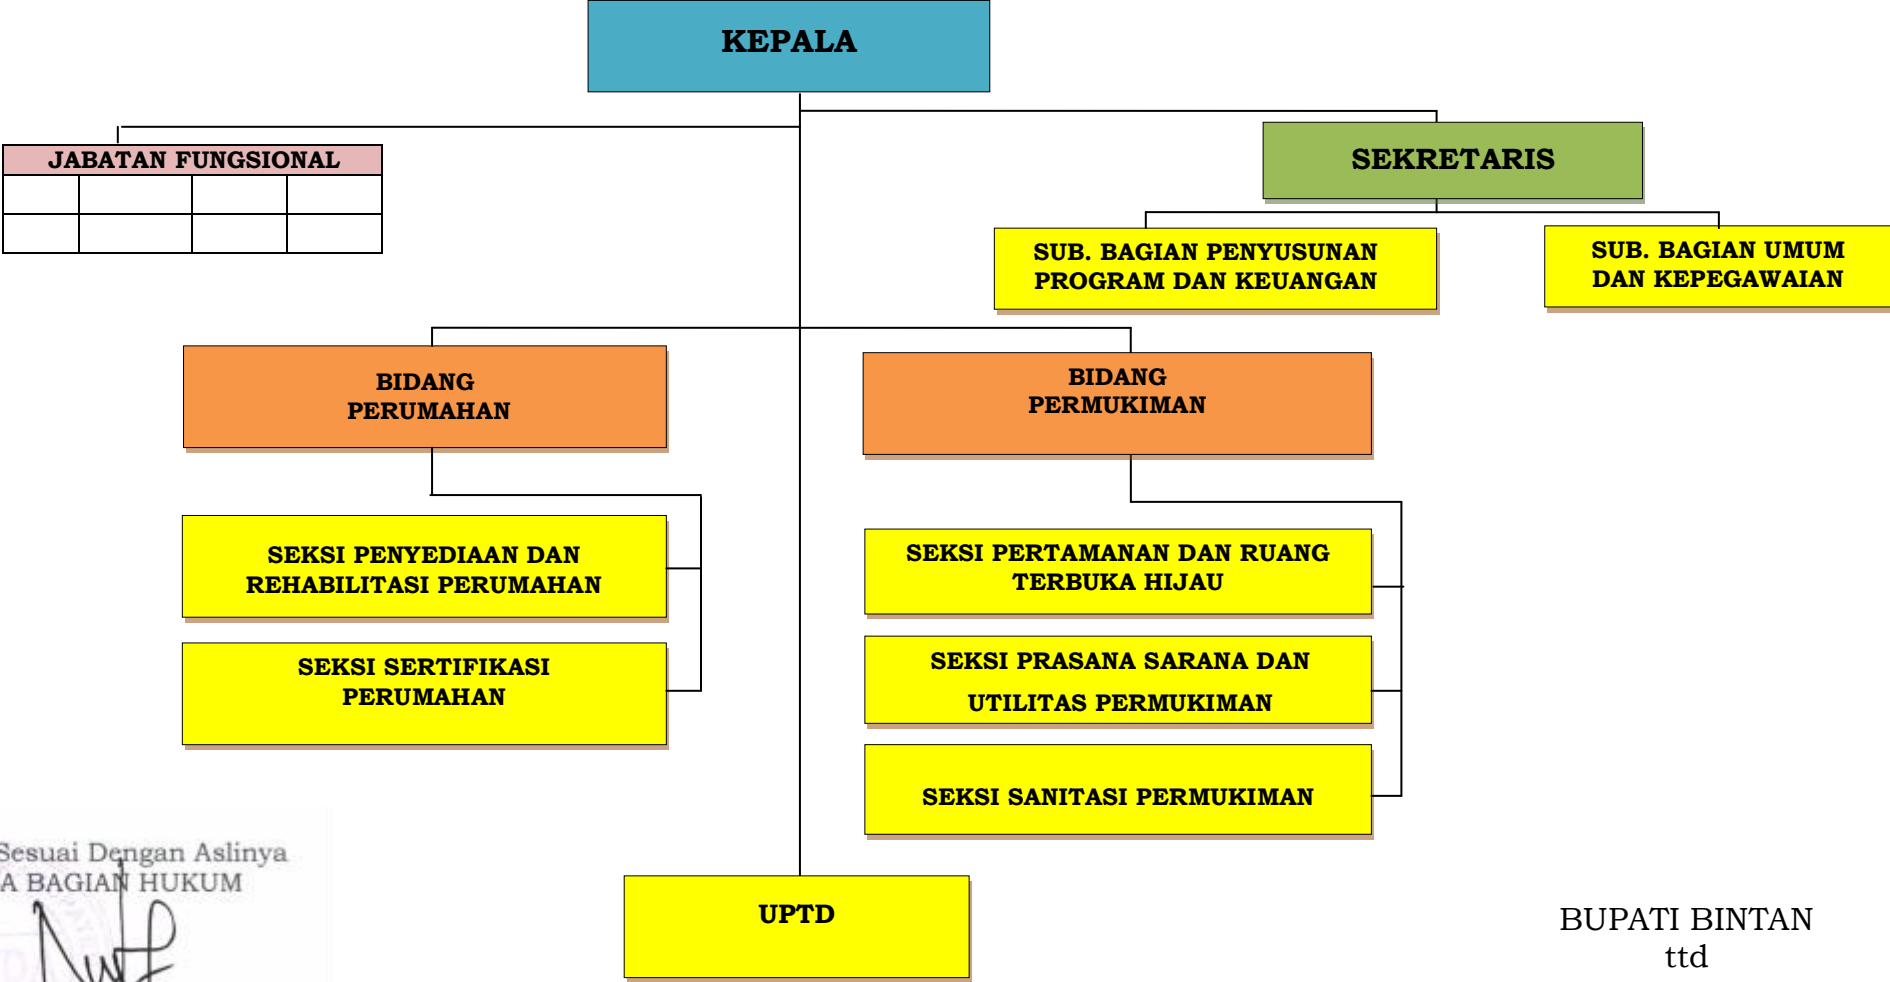 KEPALA
JABATAN FUNGSIONAL
SEKRETARIS
SUB. BAGIAN PENYUSUNAN
PROGRAM DAN KEUANGAN
SUB. BAGIAN UMUM
DAN KEPEGAWAIAN
BIDANG
PERUMAHAN
BIDANG
PERMUKIMAN
SEKSI PENYEDIAAN DAN
REHABILITASI PERUMAHAN
SEKSI SERTIFIKASI
PERUMAHAN
SEKSI PERTAMANAN DAN RUANG
TERBUKA HIJAU
SEKSI PRASANA SARANA DAN
UTILITAS PERMUKIMAN
SEKSI SANITASI PERMUKIMAN
UPTD
Sesuai Dengan Aslinya
A BAGIAN HUKUM
BUPATI BINTAN
ttd